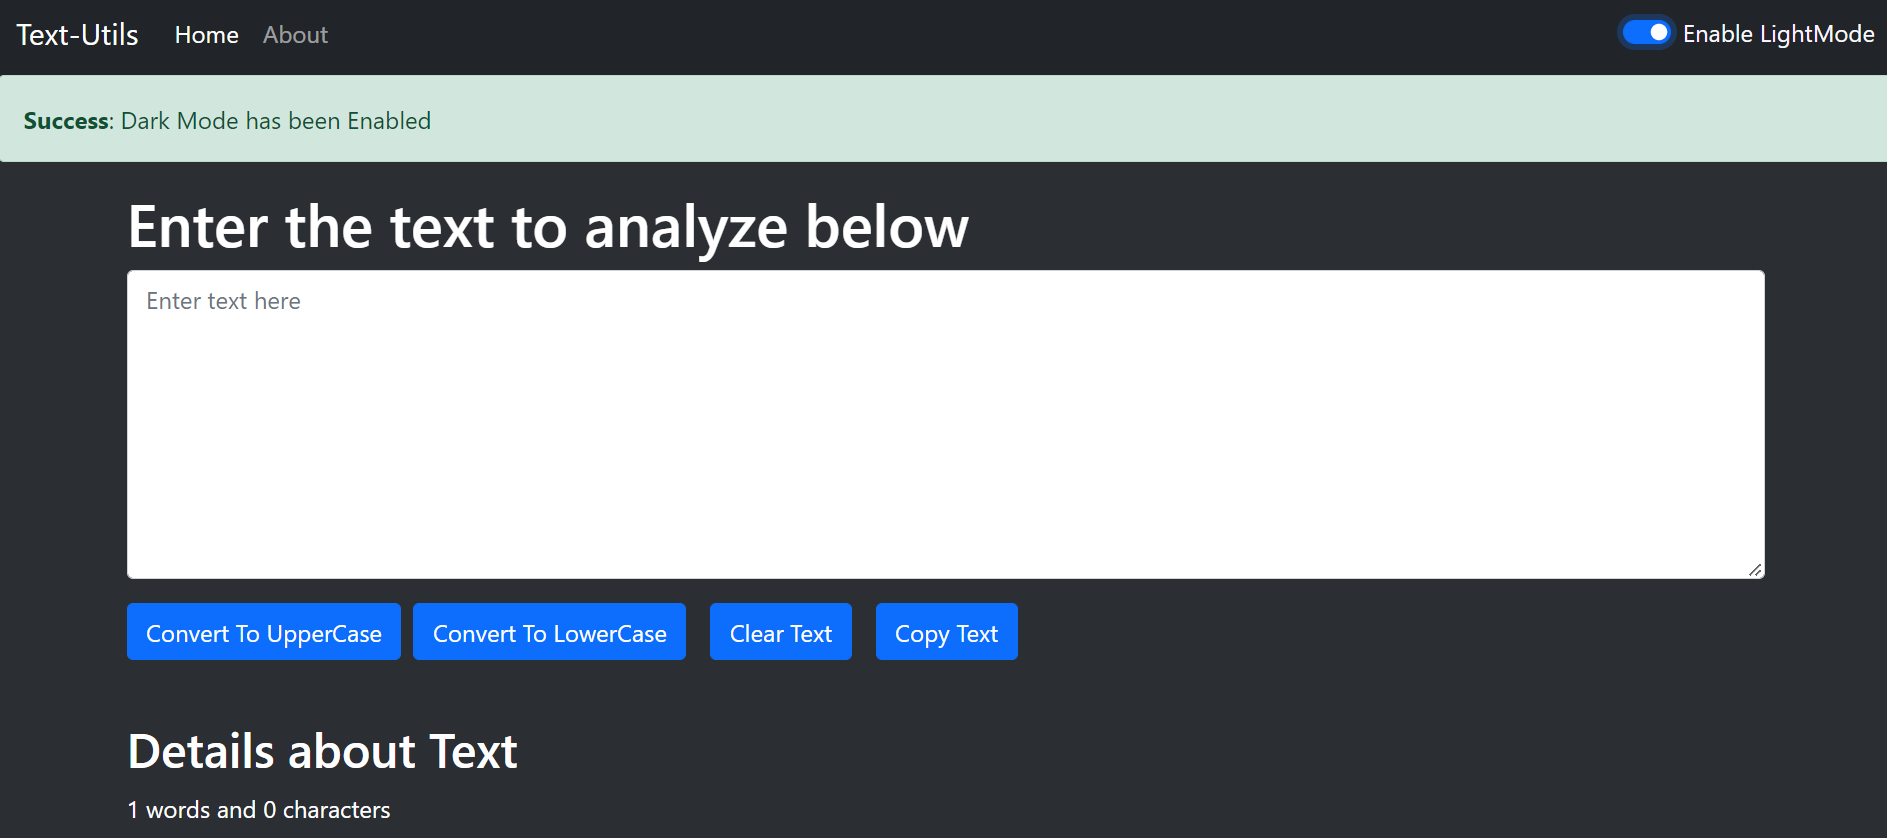 Text-Utils Home About Enable LightMode
Success: Dark Mode has been Enabled
Enter the text to analyze below
Enter text here
Convert To UpperCase Convert To LowerCase Clear Text Copy Text
Details about Text
1 words and 0 characters